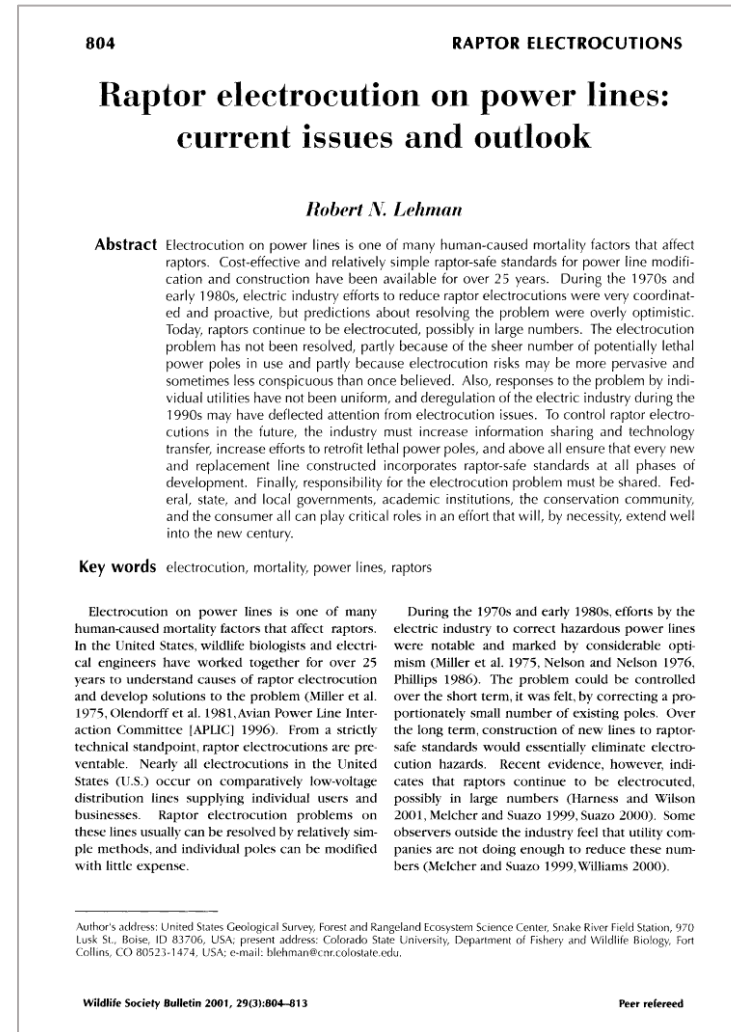 804
RAPTOR ELECTROCUTIONS
Raptor electrocution on power lines:
current issues and outlook
Robert N. Lehman
Abstract Electrocution on power lines is one of many human-caused mortality factors that affect
raptors. Cost-effective and relatively simple raptor-safe standards for power line modifi-
cation and construction have been available for over 25 years. During the 1970s and
early 1980s, electric industry efforts to reduce raptor electrocutions were very coordinat-
ed and proactive, but predictions about resolving the problem were overly optimistic.
Today, raptors continue to be electrocuted, possibly in large numbers. The electrocution
problem has not been resolved, partly because of the sheer number of potentially lethal
power poles in use and partly because electrocution risks may be more pervasive and
sometimes less conspicuous than once believed. Also, responses to the problem by indi-
vidual utilities have not been uniform, and deregulation of the electric industry during the
1990s may have deflected attention from electrocution issues. To control raptor electro-
cutions in the future, the industry must increase information sharing and technology
transfer, increase efforts to retrofit lethal power poles, and above all ensure that every new
and replacement line constructed incorporates raptor-safe standards at all phases of
development. Finally, responsibility for the electrocution problem must be shared. Fed-
eral, state, and local governments, academic institutions, the conservation community,
and the consumer all can play critical roles in an effort that will, by necessity, extend well
into the new century.
Key words electrocution, mortality, power lines, raptors
Electrocution on power lines is one of many
human-caused mortality factors that affect raptors.
In the United States, wildlife biologists and electri-
cal engineers have worked together for over 25
years to understand causes of raptor electrocution
and develop solutions to the problem (Miller et al.
1975, Olendorff et al. 1981, Avian Power Line Inter-
action Committee [APLIC] 1996). From a strictly
technical standpoint, raptor electrocutions are pre-
ventable. Nearly all electrocutions in the United
States (U.S.) occur on comparatively low-voltage
distribution lines supplying individual users and
businesses. Raptor electrocution problems on
these lines usually can be resolved by relatively sim-
ple methods, and individual poles can be modified
with little expense.
During the 1970s and early 1980s, efforts by the
electric industry to correct hazardous power lines
were notable and marked by considerable opti-
mism (Miller et al. 1975, Nelson and Nelson 1976,
Phillips 1986). The problem could be controlled
over the short term, it was felt, by correcting a pro-
portionately small number of existing poles. Over
the long term, construction of new lines to raptor-
safe standards would essentially eliminate electro-
cution hazards. Recent evidence, however, indi-
cates that raptors continue to be electrocuted,
possibly in large numbers (Harness and Wilson
2001, Melcher and Suazo 1999, Suazo 2000). Some
observers outside the industry feel that utility com-
panies are not doing enough to reduce these num-
bers (Melcher and Suazo 1999, Williams 2000).
Author's address: United States Geological Survey, Forest and Rangeland Ecosystem Science Center, Snake River Field Station, 970
Lusk St., Boise, ID 83706, USA; present address: Colorado State University, Department of Fishery and Wildlife Biology, Fort
Collins, CO 80523-1474, USA; e-mail: blehman@cnr.colostate.edu.
Wildlife Society Bulletin 2001, 29(3):804–813
Peer refereed